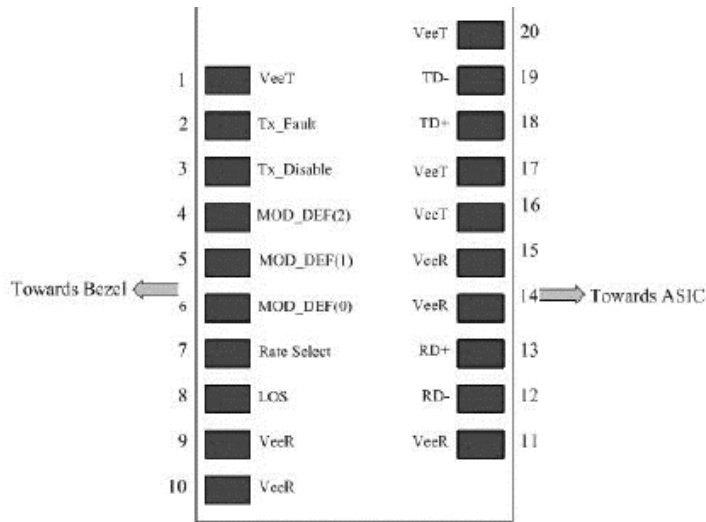 VeeT 20
1 VeeT TD- 19
2 Tx_Fault TD+ 18
3 Tx_Disable VeeT 17
4 MOD_DEF(2) VeeT 16
5 MOD_DEF(1) VeeR 15
Towards Bezel
6 MOD_DEF(0) VeeR 14
Towards ASIC
7 Rate Select RD+ 13
8 LOS RD- 12
9 VeeR VeeR 11
10 VeeR